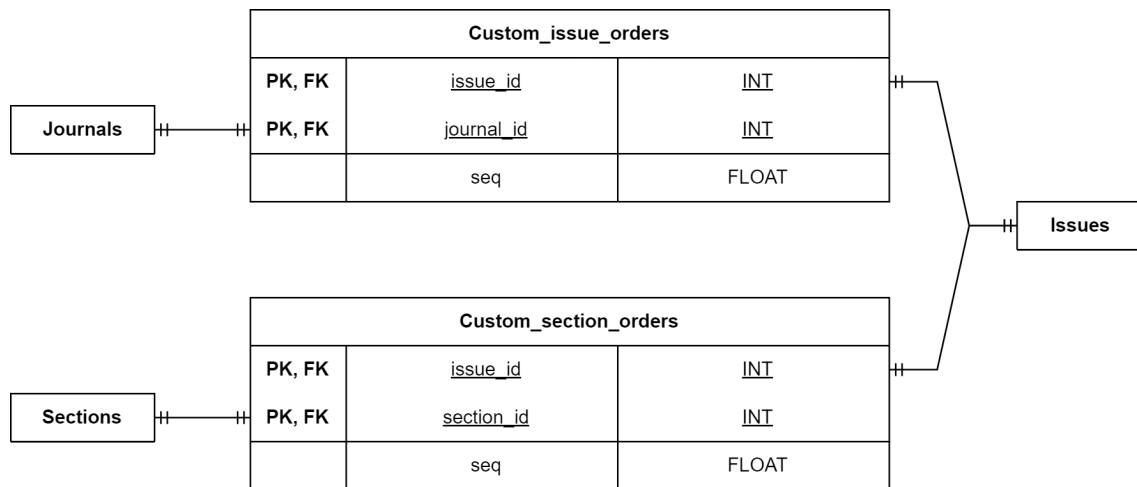 Custom_issue_orders
PK, FK issue_id INT
Journals
PK, FK journal_id INT
seq FLOAT
Issues
Custom_section_orders
PK, FK issue_id INT
Sections
PK, FK section_id INT
seq FLOAT